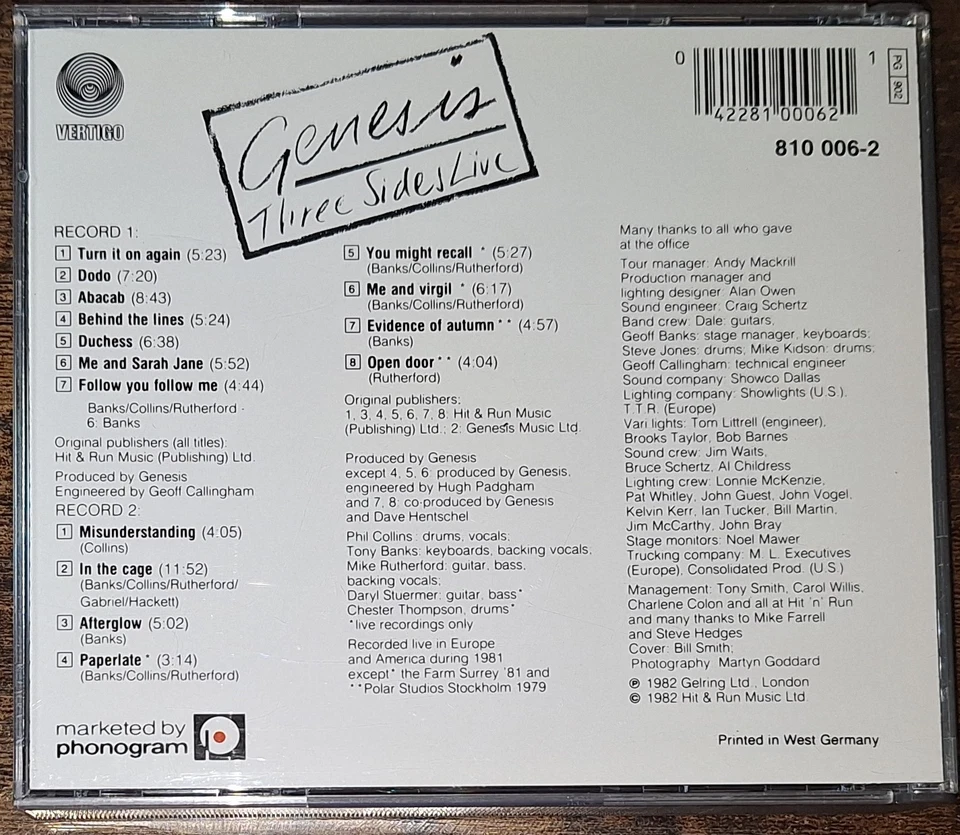 VERTIGO
Genesis
Three Sides Live
0 42281 00062 1
PG 902
810 006-2
RECORD 1:
1 Turn it on again (5:23)
2 Dodo (7:20)
3 Abacab (8:43)
4 Behind the lines (5:24)
5 Duchess (6:38)
6 Me and Sarah Jane (5:52)
7 Follow you follow me (4:44)
Banks/Collins/Rutherford ·
6: Banks
Original publishers (all titles):
Hit & Run Music (Publishing) Ltd.
Produced by Genesis
Engineered by Geoff Callingham
RECORD 2:
1 Misunderstanding (4:05)
(Collins)
2 In the cage (11:52)
(Banks/Collins/Rutherford/
Gabriel/Hackett)
3 Afterglow (5:02)
(Banks)
4 Paperlate * (3:14)
(Banks/Collins/Rutherford)
5 You might recall * (5:27)
(Banks/Collins/Rutherford)
6 Me and virgil * (6:17)
(Banks/Collins/Rutherford)
7 Evidence of autumn ** (4:57)
(Banks)
8 Open door ** (4:04)
(Rutherford)
Original publishers:
1, 3, 4, 5, 6, 7, 8: Hit & Run Music
(Publishing) Ltd.; 2: Genesis Music Ltd.
Produced by Genesis
except 4, 5, 6: produced by Genesis,
engineered by Hugh Padgham
and 7, 8: co-produced by Genesis
and Dave Hentschel
Phil Collins: drums, vocals;
Tony Banks: keyboards, backing vocals;
Mike Rutherford: guitar, bass,
backing vocals;
Daryl Stuermer: guitar, bass*
Chester Thompson, drums*
*live recordings only
Recorded live in Europe
and America during 1981
except* the Farm Surrey '81 and
**Polar Studios Stockholm 1979
Many thanks to all who gave
at the office
Tour manager: Andy Mackrill
Production manager and
lighting designer: Alan Owen
Sound engineer: Craig Schertz
Band crew: Dale: guitars,
Geoff Banks: stage manager, keyboards;
Steve Jones: drums; Mike Kidson: drums;
Geoff Callingham: technical engineer
Sound company: Showco Dallas
Lighting company: Showlights (U.S.),
T.T.R. (Europe)
Vari lights: Tom Littrell (engineer),
Brooks Taylor, Bob Barnes
Sound crew: Jim Waits,
Bruce Schertz, Al Childress
Lighting crew: Lonnie McKenzie,
Pat Whitley, John Guest, John Vogel,
Kelvin Kerr, Ian Tucker, Bill Martin,
Jim McCarthy, John Bray
Stage monitors: Noel Mawer
Trucking company: M. L. Executives
(Europe), Consolidated Prod. (U.S.)
Management: Tony Smith, Carol Willis,
Charlene Colon and all at Hit 'n' Run
and many thanks to Mike Farrell
and Steve Hedges
Cover: Bill Smith;
Photography: Martyn Goddard
℗ 1982 Gelring Ltd., London
© 1982 Hit & Run Music Ltd
marketed by
phonogram
Printed in West Germany